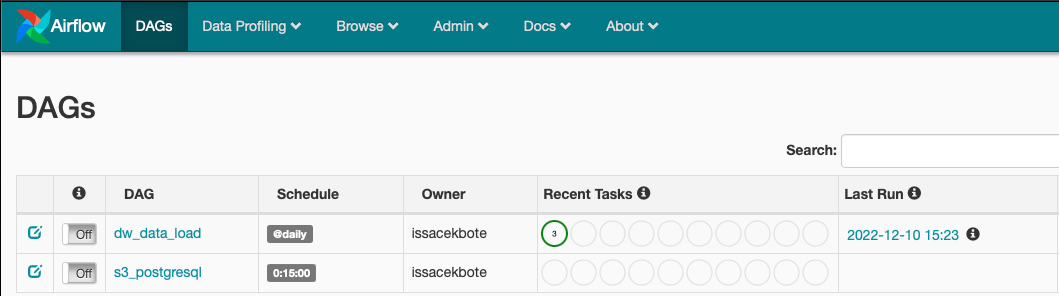 Airflow DAGs Data Profiling Browse Admin Docs About
DAGs
Search:
DAG Schedule Owner Recent Tasks Last Run
Off dw_data_load @daily issacekbote 3 2022-12-10 15:23
Off s3_postgresql 0:15:00 issacekbote